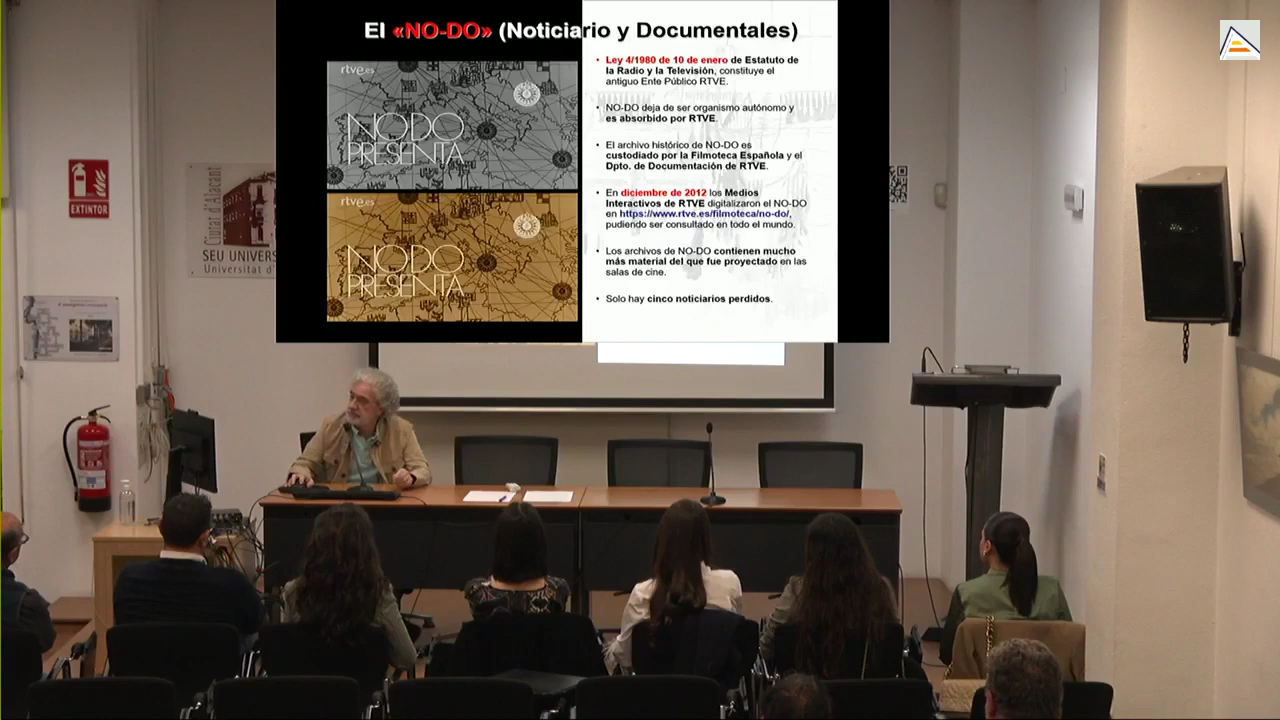 El «NO-DO» (Noticiario y Documentales)
rtve.es
NODO
PRESENTA
rtve.es
NODO
PRESENTA
• Ley 4/1980 de 10 de enero de Estatuto de
la Radio y la Televisión, constituye el
antiguo Ente Público RTVE.
• NO-DO deja de ser organismo autónomo y
es absorbido por RTVE.
• El archivo histórico de NO-DO es
custodiado por la Filmoteca Española y el
Dpto. de Documentación de RTVE.
• En diciembre de 2012 los Medios
Interactivos de RTVE digitalizaron el NO-DO
en https://www.rtve.es/filmoteca/no-do/,
pudiendo ser consultado en todo el mundo.
• Los archivos de NO-DO contienen mucho
más material del que fue proyectado en las
salas de cine.
• Solo hay cinco noticiarios perdidos.
EXTINTOR
Ciutat d'Alacant
SEU UNIVERS
Universitat d'